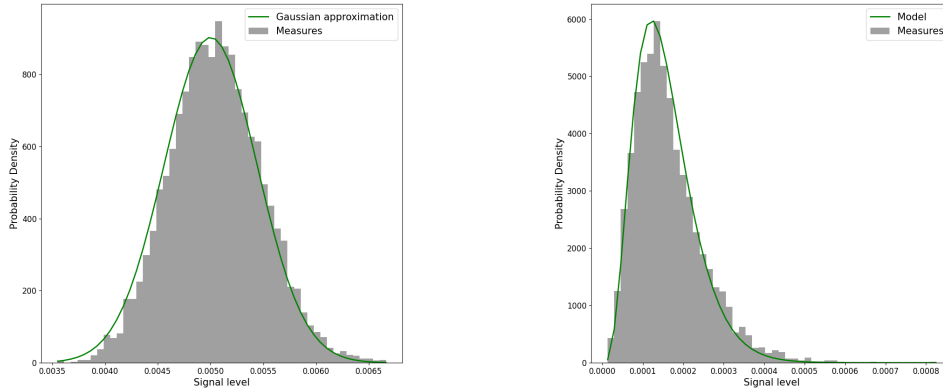 Gaussian approximation
Measures
Probability Density
800
600
400
200
0
0.0035 0.0040 0.0045 0.0050 0.0055 0.0060 0.0065
Signal level
Model
Measures
Probability Density
6000
5000
4000
3000
2000
1000
0
0.0000 0.0001 0.0002 0.0003 0.0004 0.0005 0.0006 0.0007 0.0008
Signal level